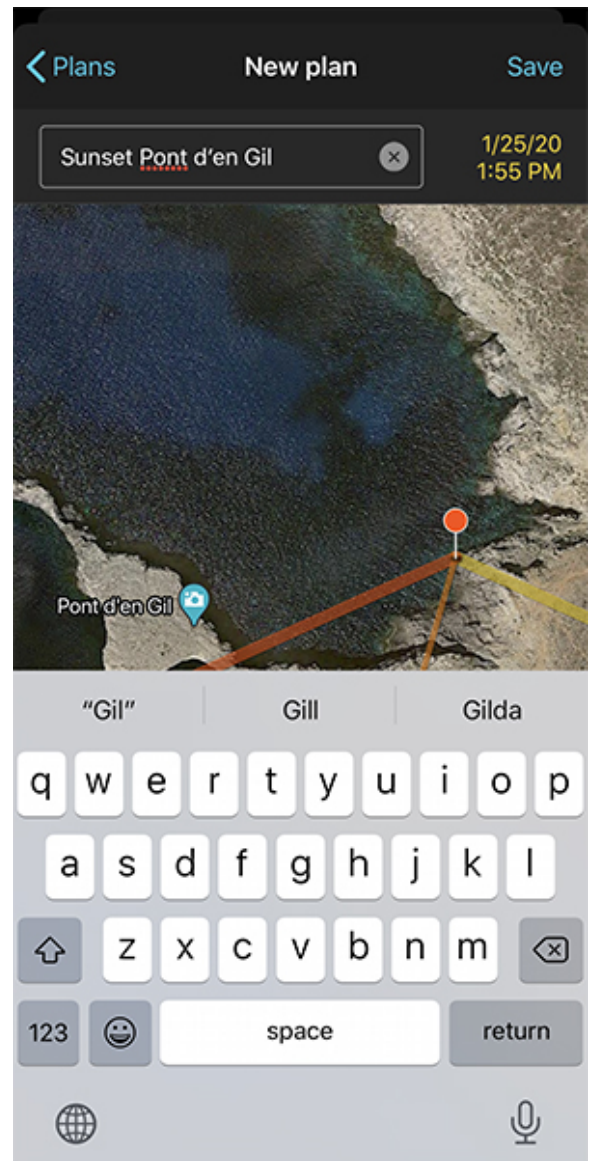 Plans New plan Save
Sunset Pont d’en Gil
1/25/20
1:55 PM
Pont d'en Gil
“Gil” Gill Gilda
q w e r t y u i o p
a s d f g h j k l
z x c v b n m
123 space return